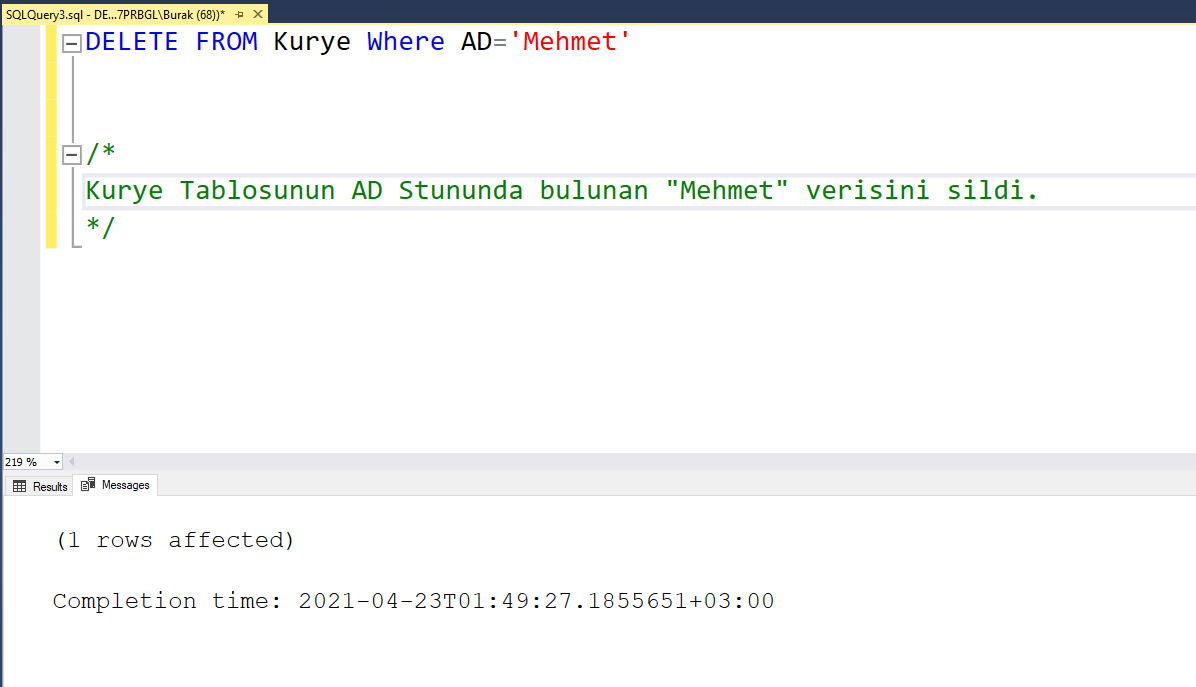 SQLQuery3.sql - DE...7PRBGL\Burak (68))*
DELETE FROM Kurye Where AD='Mehmet'
/*
Kurye Tablosunun AD Stununda bulunan "Mehmet" verisini sildi.
*/
219 %
Results Messages
(1 rows affected)
Completion time: 2021-04-23T01:49:27.1855651+03:00